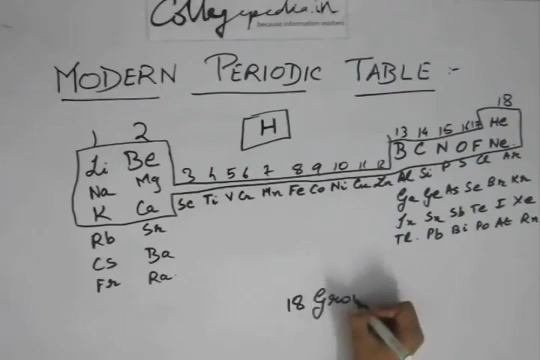 Collegepedia.in
because information matters
MODERN PERIODIC TABLE :-
18
1 2 H 13 14 15 16 17 He
3 4 5 6 7 8 9 10 11 12
Li Be B C N O F Ne
Na Mg Al Si P S Cl Ar
K Ca Sc Ti V Cr Mn Fe Co Ni Cu Zn Ga Ge As Se Br Kr
Rb Sr In Sn Sb Te I Xe
Cs Ba Tl. Pb Bi Po At Rn
Fr Ra.
18 Grou